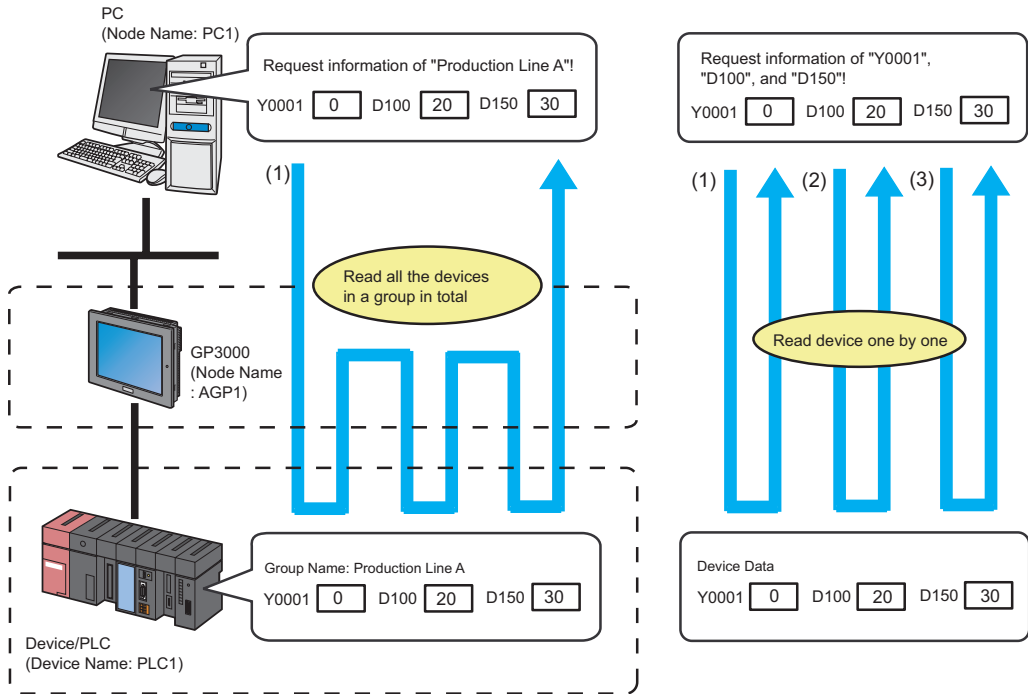 PC
(Node Name: PC1)
Request information of "Production Line A"!
Y0001 0 D100 20 D150 30
Request information of "Y0001",
"D100", and "D150"!
Y0001 0 D100 20 D150 30
(1)
(1) (2) (3)
Read all the devices
in a group in total
Read device one by one
GP3000
(Node Name
: AGP1)
Group Name: Production Line A
Y0001 0 D100 20 D150 30
Device Data
Y0001 0 D100 20 D150 30
Device/PLC
(Device Name: PLC1)